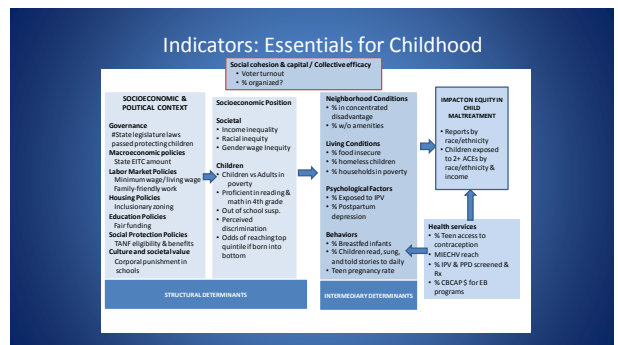 Indicators: Essentials for Childhood
Social cohesion & capital / Collective efficacy
• Voter turnout
• % organized?
SOCIOECONOMIC &
POLITICAL CONTEXT
Governance
#State legislature laws
passed protecting children
Macroeconomic policies
State EITC amount
Labor Market Policies
Minimum wage/ living wage
Family-friendly work
Housing Policies
Inclusionary zoning
Education Policies
Fair funding
Social Protection Policies
TANF eligibility & benefits
Culture and societal value
Corporal punishment in
schools
Socioeconomic Position
Societal
• Income inequality
• Racial inequity
• Gender wage Inequity
Children
• Children vs Adults in
poverty
• Proficient in reading &
math in 4th grade
• Out of school susp.
• Perceived
discrimination
• Odds of reaching top
quintile if born into
bottom
STRUCTURAL DETERMINANTS
Neighborhood Conditions
• % in concentrated
disadvantage
• % w/o amenities
Living Conditions
• % food insecure
• % homeless children
• % households in poverty
Psychological Factors
• % Exposed to IPV
• % Postpartum
depression
Behaviors
• % Breastfed infants
• % Children read, sung,
and told stories to daily
• Teen pregnancy rate
INTERMEDIARY DETERMINANTS
IMPACT ON EQUITY IN
CHILD
MALTREATMENT
• Reports by
race/ethnicity
• Children exposed
to 2+ ACEs by
race/ethnicity &
income
Health services
• % Teen access to
contraception
• MIECHV reach
• % IPV & PPD screened &
Rx
• % CBCAP $ for EB
programs